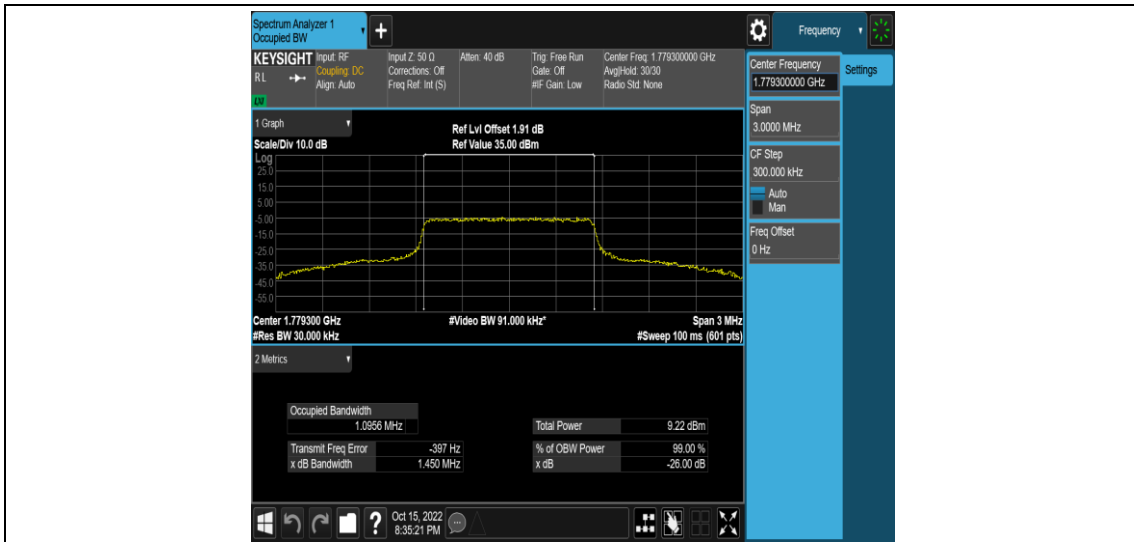 Spectrum Analyzer 1
Occupied BW
+
Frequency
KEYSIGHT
RL
LXI
Input: RF
Coupling: DC
Align: Auto
Input Z: 50 Ω
Corrections: Off
Freq Ref: Int (S)
Atten: 40 dB
Trig: Free Run
Gate: Off
#IF Gain: Low
Center Freq: 1.779300000 GHz
Avg|Hold: 30/30
Radio Std: None
Center Frequency
1.779300000 GHz
Settings
Span
3.0000 MHz
CF Step
300.000 kHz
Auto
Man
Freq Offset
0 Hz
1 Graph
Ref Lvl Offset 1.91 dB
Scale/Div 10.0 dB
Ref Value 35.00 dBm
Log
25.0
15.0
5.00
-5.00
-15.0
-25.0
-35.0
-45.0
-55.0
Center 1.779300 GHz
#Video BW 91.000 kHz*
Span 3 MHz
#Res BW 30.000 kHz
#Sweep 100 ms (601 pts)
2 Metrics
Occupied Bandwidth
1.0956 MHz
Total Power 9.22 dBm
Transmit Freq Error -397 Hz
% of OBW Power 99.00 %
x dB Bandwidth 1.450 MHz
x dB -26.00 dB
?
Oct 15, 2022
8:35:21 PM